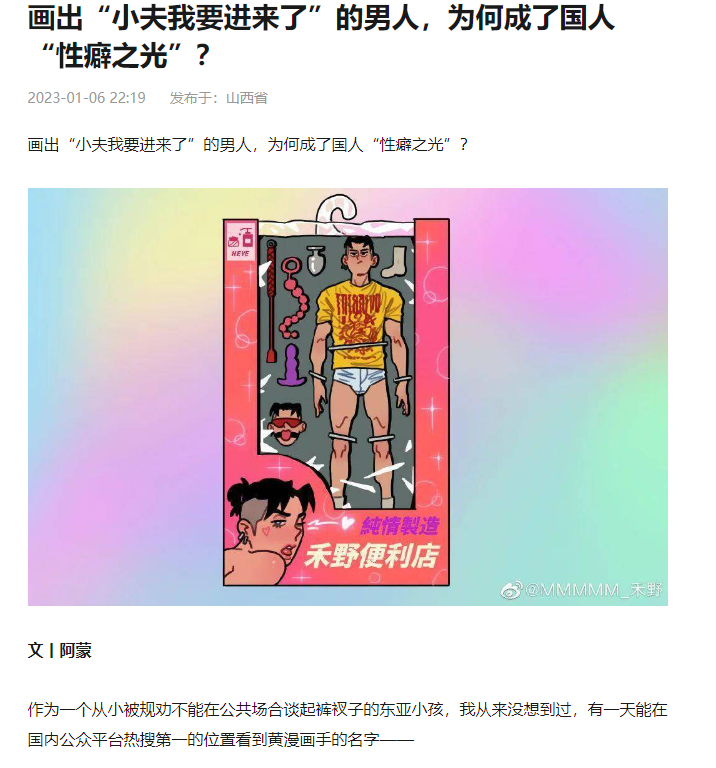 画出“小夫我要进来了”的男人，为何成了国人
“性癖之光”？
2023-01-06 22:19 发布于：山西省
画出“小夫我要进来了”的男人，为何成了国人“性癖之光”？
HEYE
純情製造
禾野便利店
@MMMMM_禾野
文丨阿蒙
作为一个从小被规劝不能在公共场合谈起裤衩子的东亚小孩，我从来没想到过，有一天能在
国内公众平台热搜第一的位置看到黄漫画手的名字——